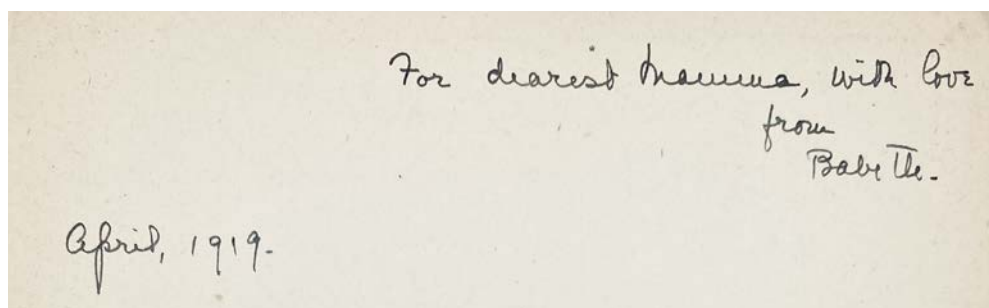 For dearest Mamma, with love
from
Babette.
April, 1919.